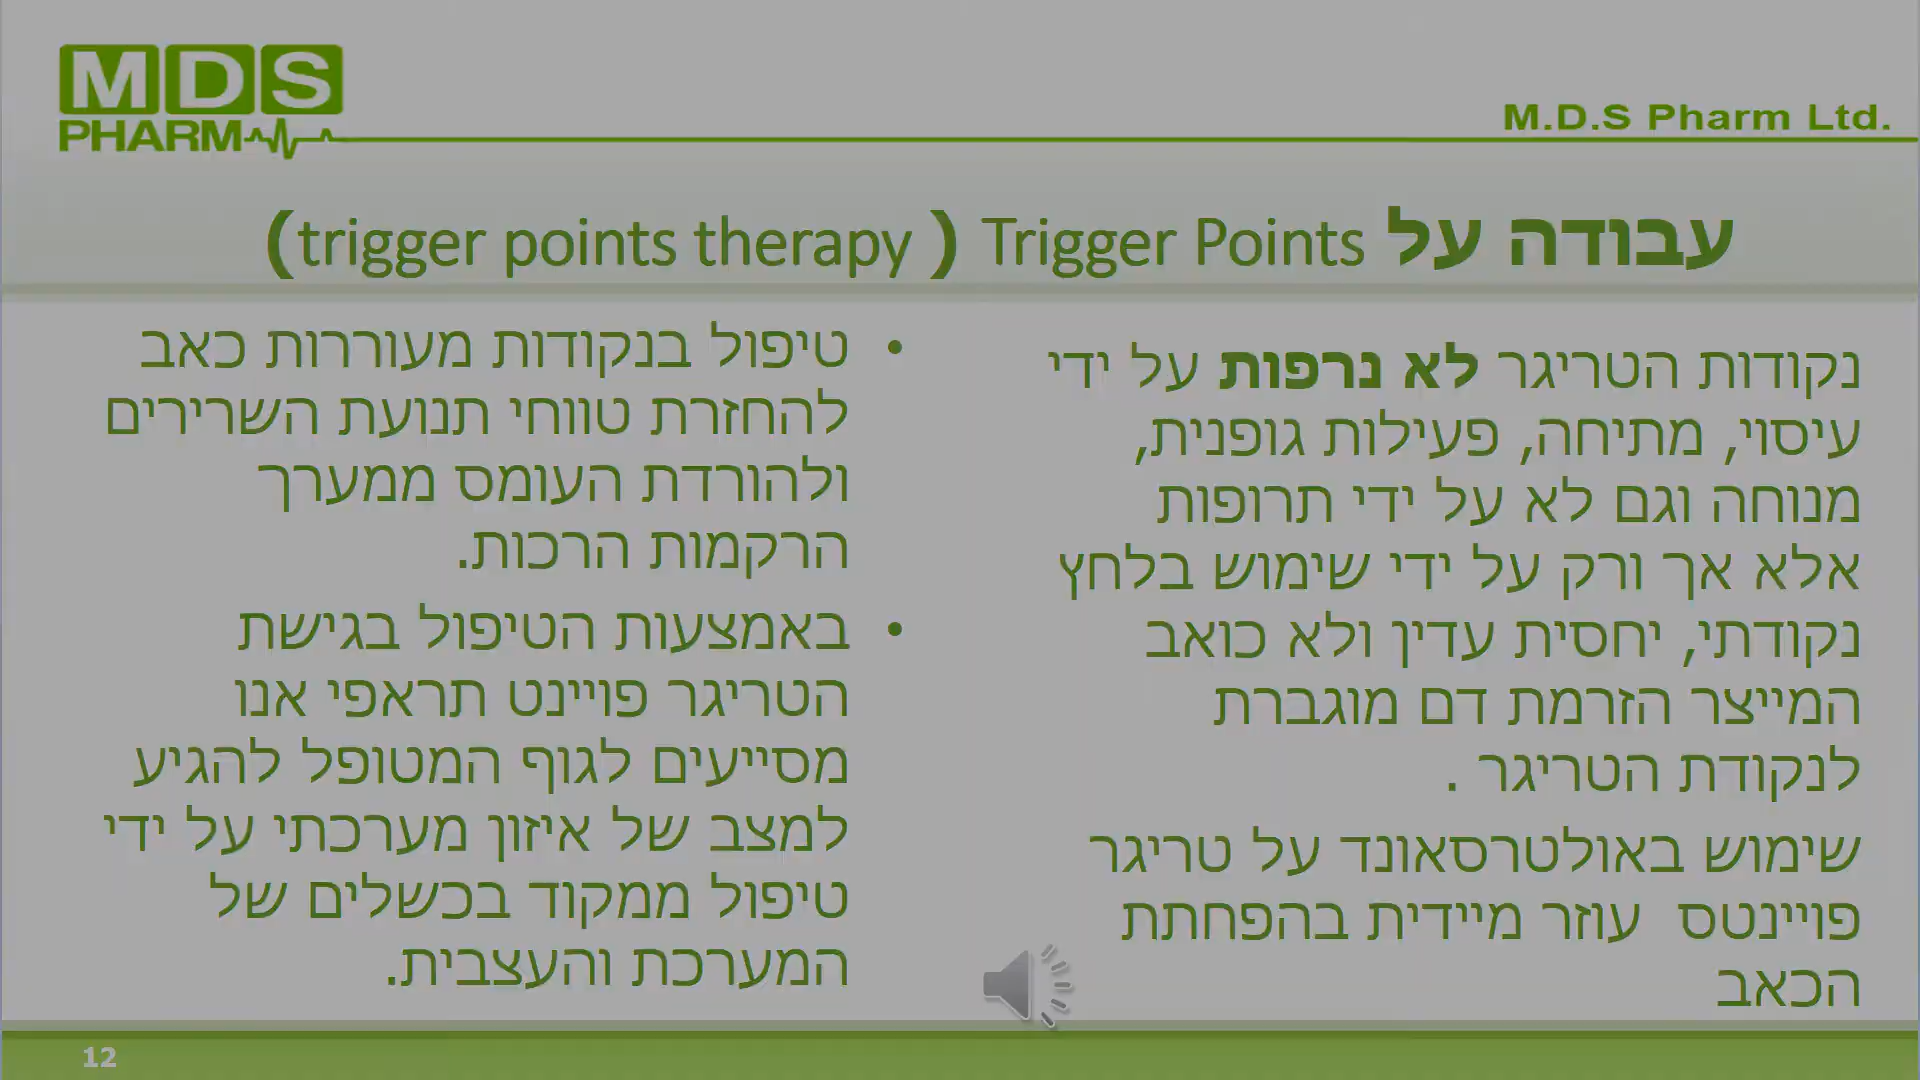 MDS
PHARM
M.D.S Pharm Ltd.
עבודה על Trigger Points (trigger points therapy )
נקודות הטריגר לא נרפות על ידי
עיסוי, מתיחה, פעילות גופנית,
מנוחה וגם לא על ידי תרופות
אלא אך ורק על ידי שימוש בלחץ
נקודתי, יחסית עדין ולא כואב
המייצר הזרמת דם מוגברת
לנקודת הטריגר .
שימוש באולטרסאונד על טריגר
פויינטס עוזר מיידית בהפחתת
הכאב
• טיפול בנקודות מעוררות כאב
להחזרת טווחי תנועת השרירים
ולהורדת העומס ממערך
הרקמות הרכות.
• באמצעות הטיפול בגישת
הטריגר פויינט תראפי אנו
מסייעים לגוף המטופל להגיע
למצב של איזון מערכתי על ידי
טיפול ממקוד בכשלים של
המערכת והעצבית.
12